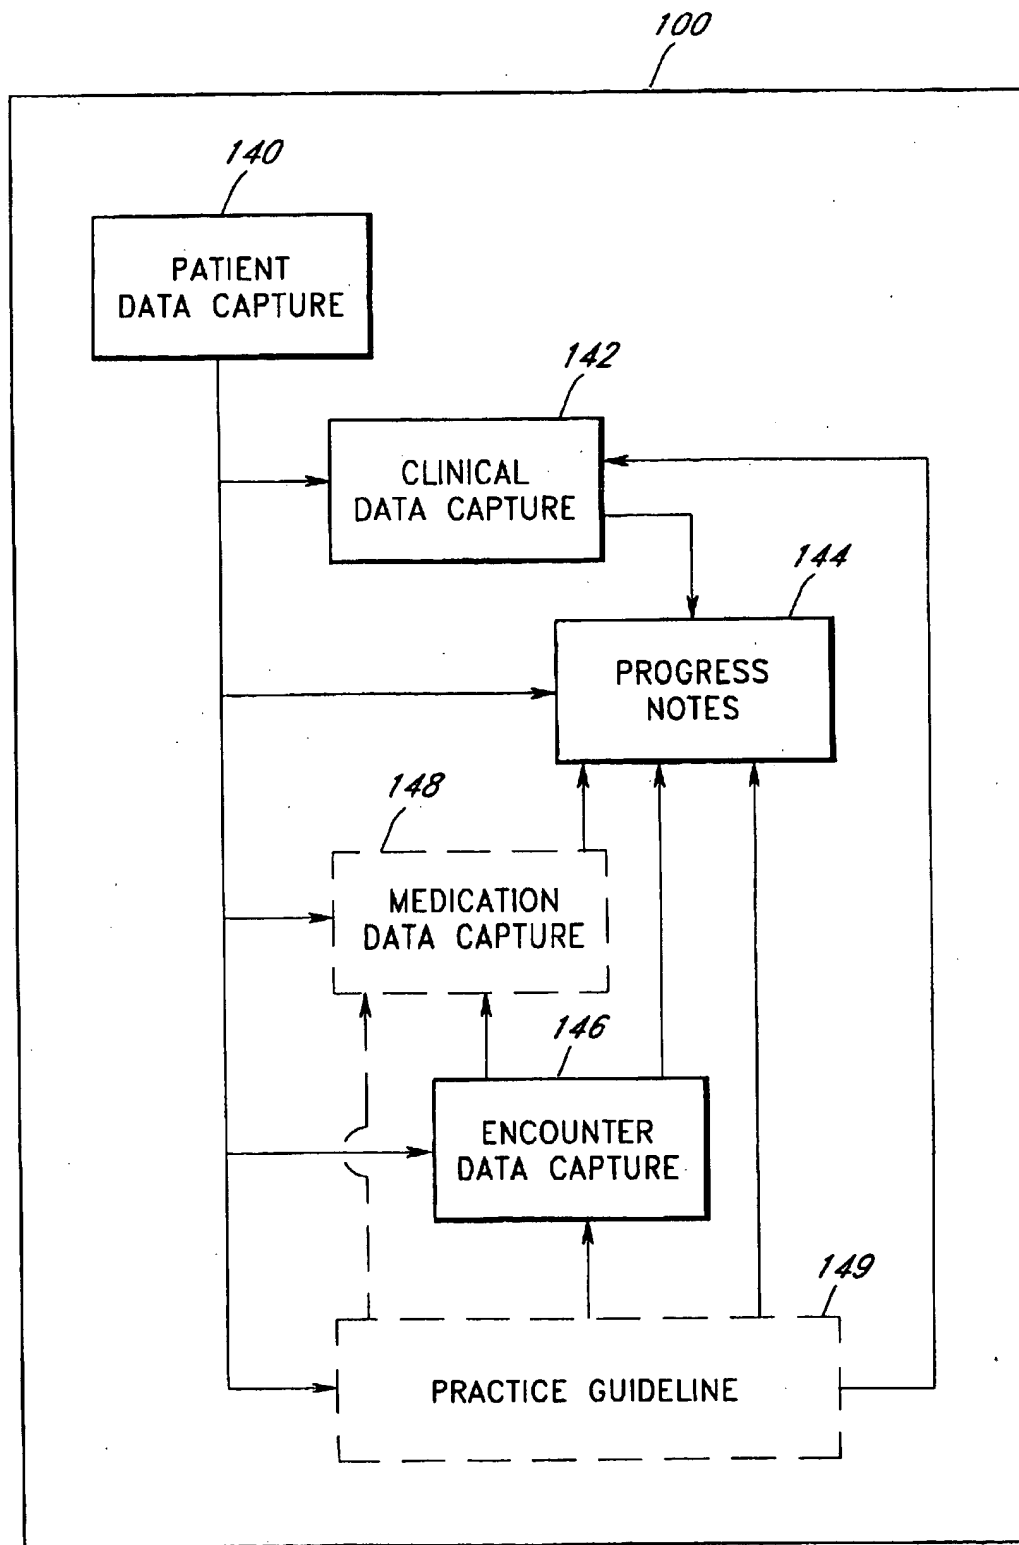 100
140
PATIENT
DATA CAPTURE
142
CLINICAL
DATA CAPTURE
144
PROGRESS
NOTES
148
MEDICATION
DATA CAPTURE
146
ENCOUNTER
DATA CAPTURE
149
PRACTICE GUIDELINE